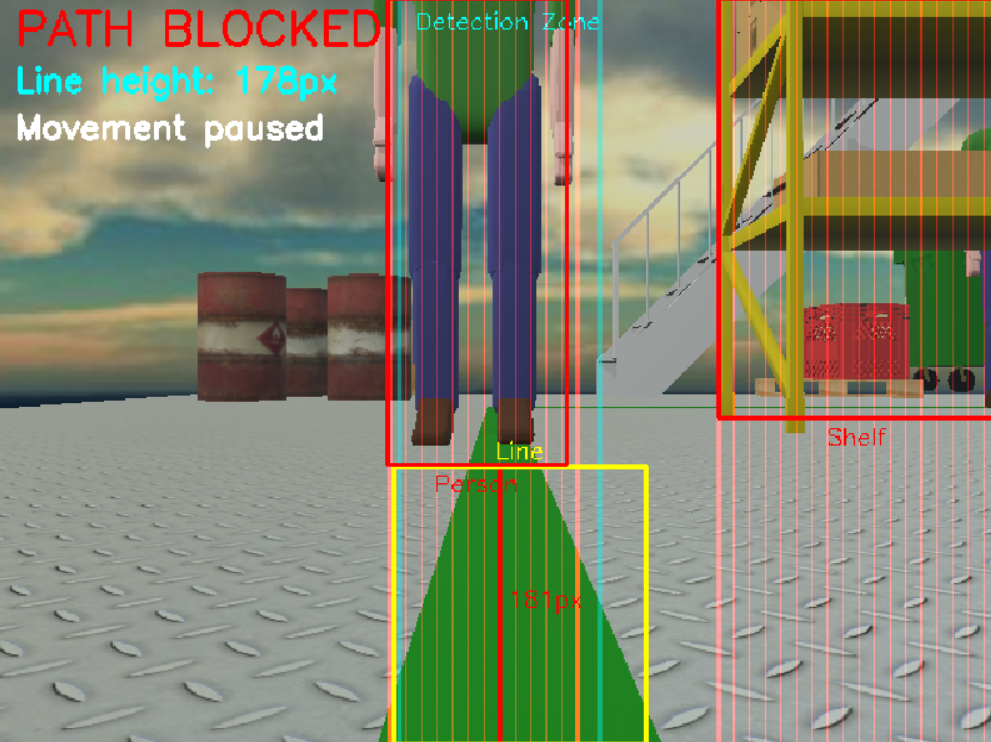 PATH BLOCKED
Detection Zone
Line height: 178px
Movement paused
Shelf
Line
Person
181px